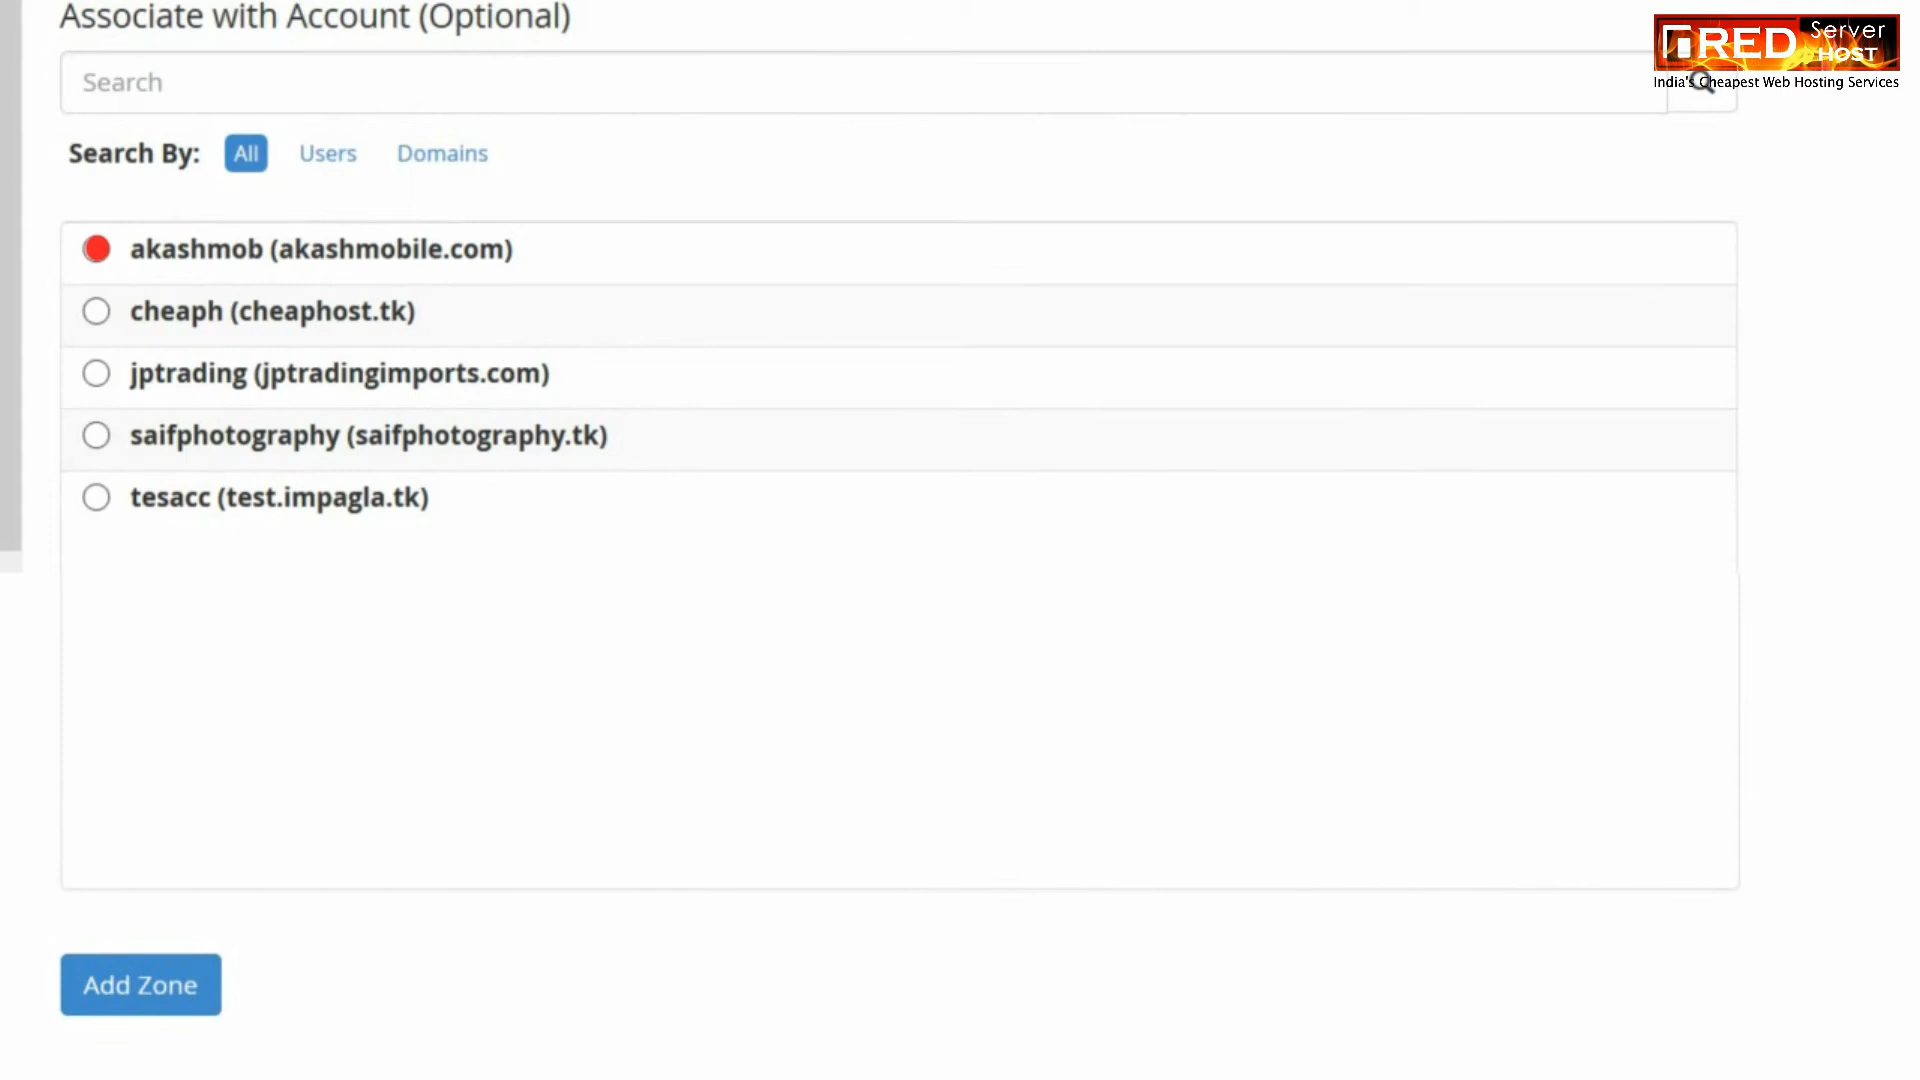 Associate with Account (Optional)
RED Server
HOST
India's Cheapest Web Hosting Services
Search
Search By: All Users Domains
akashmob (akashmobile.com)
cheaph (cheaphost.tk)
jptrading (jptradingimports.com)
saifphotography (saifphotography.tk)
tesacc (test.impagla.tk)
Add Zone